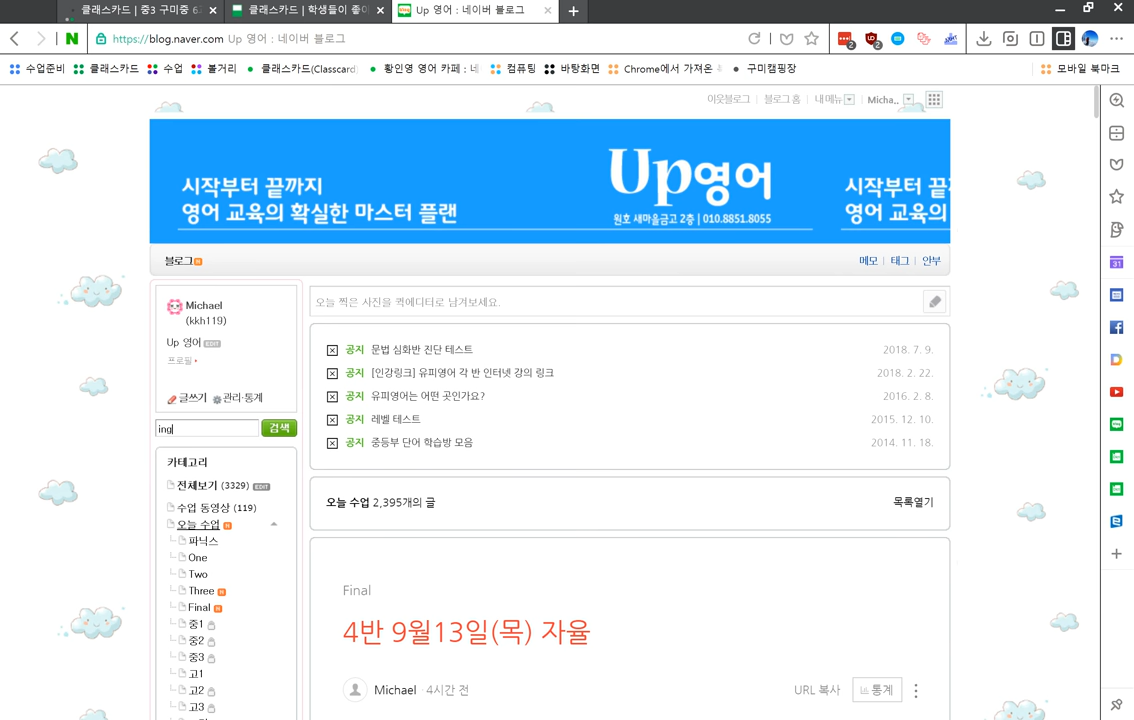 클래스카드 | 중3 구미중 6
클래스카드 | 학생들이 좋
Up 영어 : 네이버 블로그
N
https://blog.naver.com Up 영어 : 네이버 블로그
2
2
수업준비
클래스카드
수업
볼거리
클래스카드(Classcard
황인영 영어 카페 : 네
컴퓨팅
바탕화면
Chrome에서 가져온
구미캠핑장
모바일 북마크
이웃블로그 | 블로그 홈 | 내 메뉴 | Micha..
시작부터 끝까지
영어 교육의 확실한 마스터 플랜
Up영어
원호 새마을금고 2층 | 010.8851.8055
시작부터 끝
영어 교육의
블로그 N
메모 | 태그 | 안부
Michael
(kkh119)
Up 영어 EDIT
프로필
글쓰기 관리·통계
ing
검색
카테고리
전체보기 (3329) EDIT
수업 동영상 (119)
오늘 수업 N
파닉스
One
Two
Three N
Final N
중1
중2
중3
고1
고2
고3
오늘 찍은 사진을 퀵에디터로 남겨보세요.
공지 문법 심화반 진단 테스트 2018. 7. 9.
공지 [인강링크] 유피영어 각 반 인터넷 강의 링크 2018. 2. 22.
공지 유피영어는 어떤 곳인가요? 2016. 2. 8.
공지 레벨 테스트 2015. 12. 10.
공지 중등부 단어 학습방 모음 2014. 11. 18.
오늘 수업 2,395개의 글 목록열기
Final
4반 9월13일(목) 자율
Michael · 4시간 전
URL 복사
통계
31